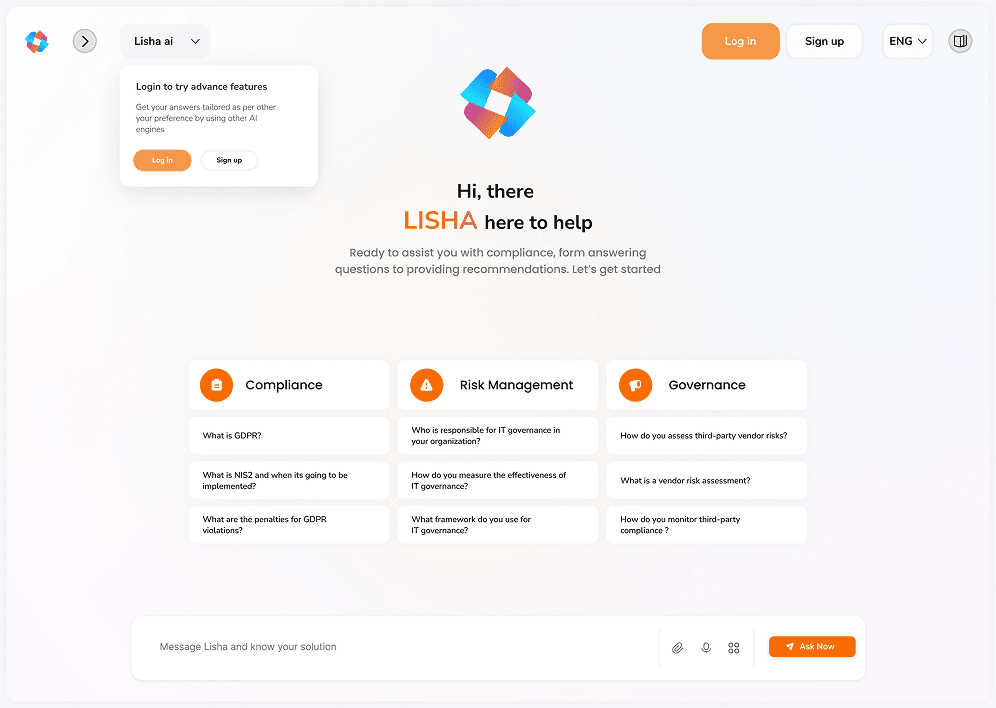 Lisha ai
Log in
Sign up
ENG
Login to try advance features
Get your answers tailored as per other
your preference by using other AI
engines
Log in
Sign up
Hi, there
LISHA here to help
Ready to assist you with compliance, form answering
questions to providing recommendations. Let's get started
Compliance
What is GDPR?
What is NIS2 and when its going to be
implemented?
What are the penalties for GDPR
violations?
Risk Management
Who is responsible for IT governance in
your organization?
How do you measure the effectiveness of
IT governance?
What framework do you use for
IT governance?
Governance
How do you assess third-party vendor risks?
What is a vendor risk assessment?
How do you monitor third-party
compliance ?
Message Lisha and know your solution
Ask Now